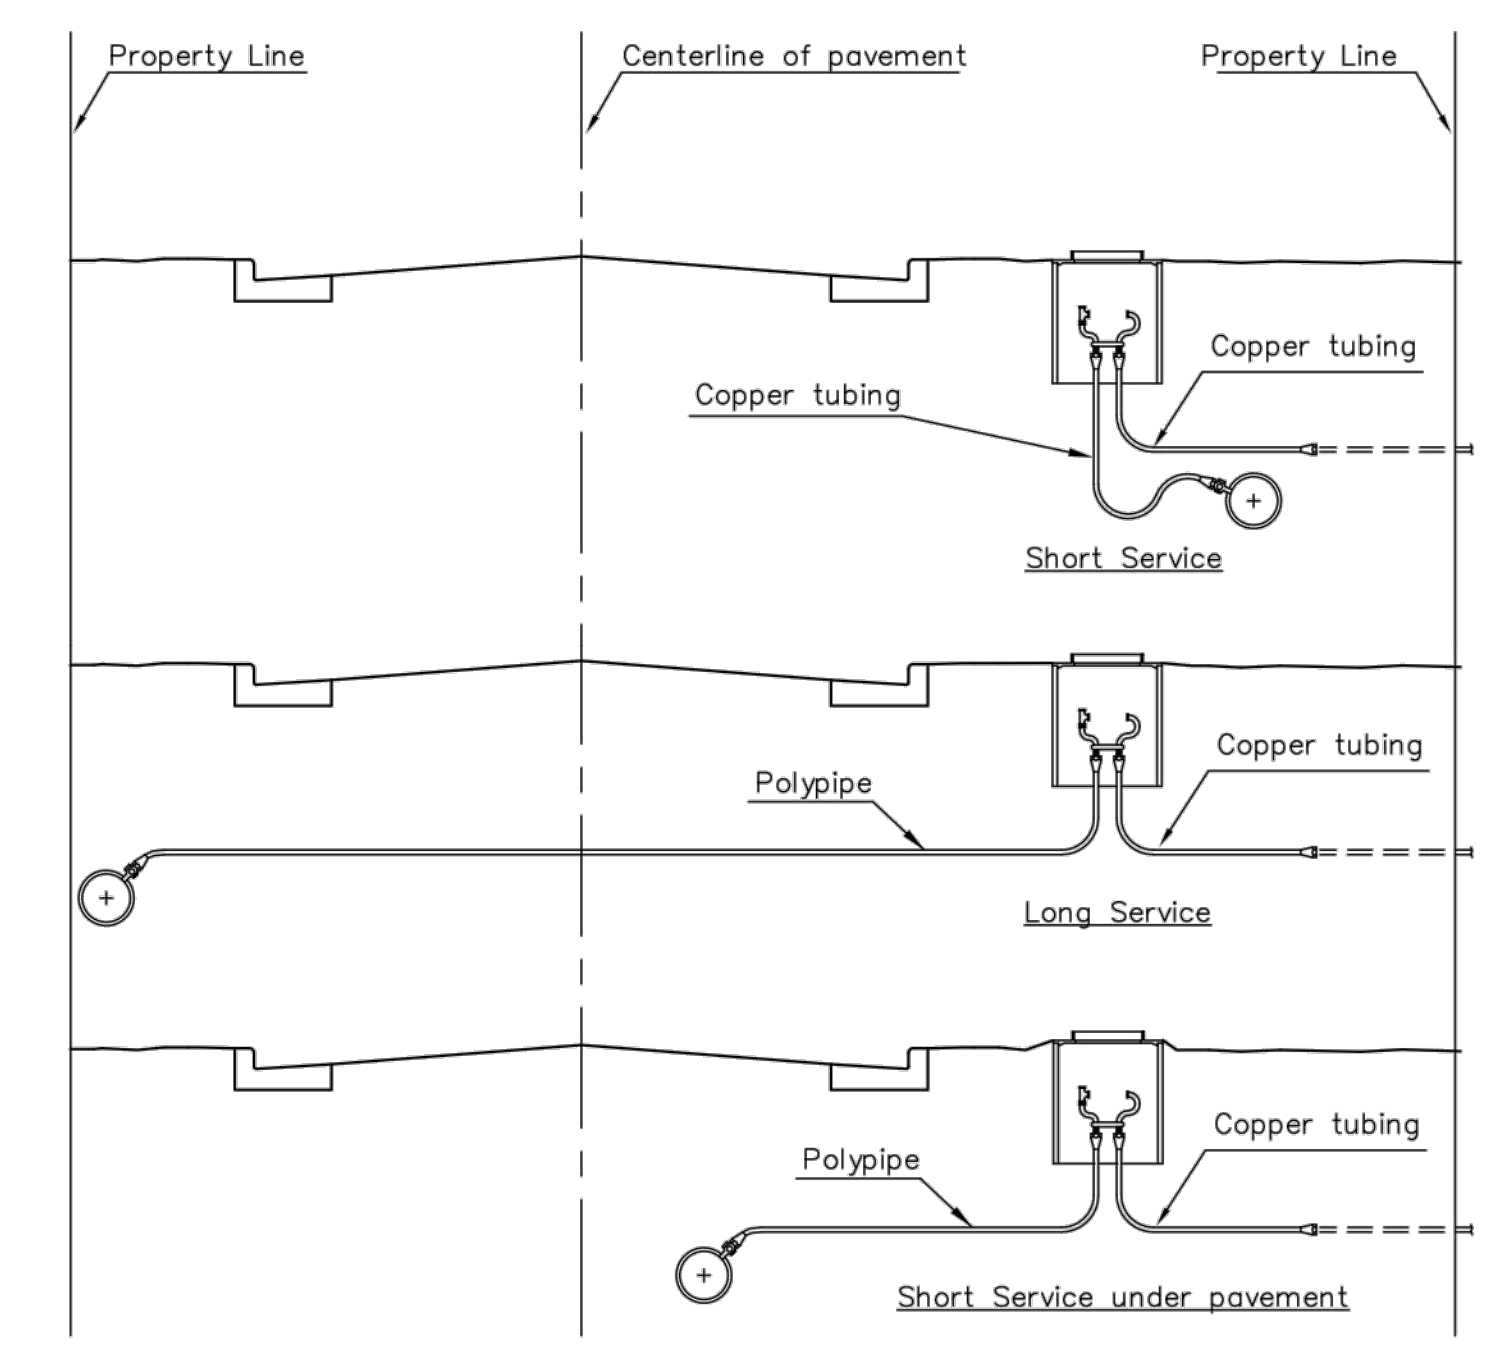 Property Line
Centerline of pavement
Property Line
Copper tubing
Copper tubing
Short Service
Copper tubing
Polypipe
Long Service
Copper tubing
Polypipe
Short Service under pavement